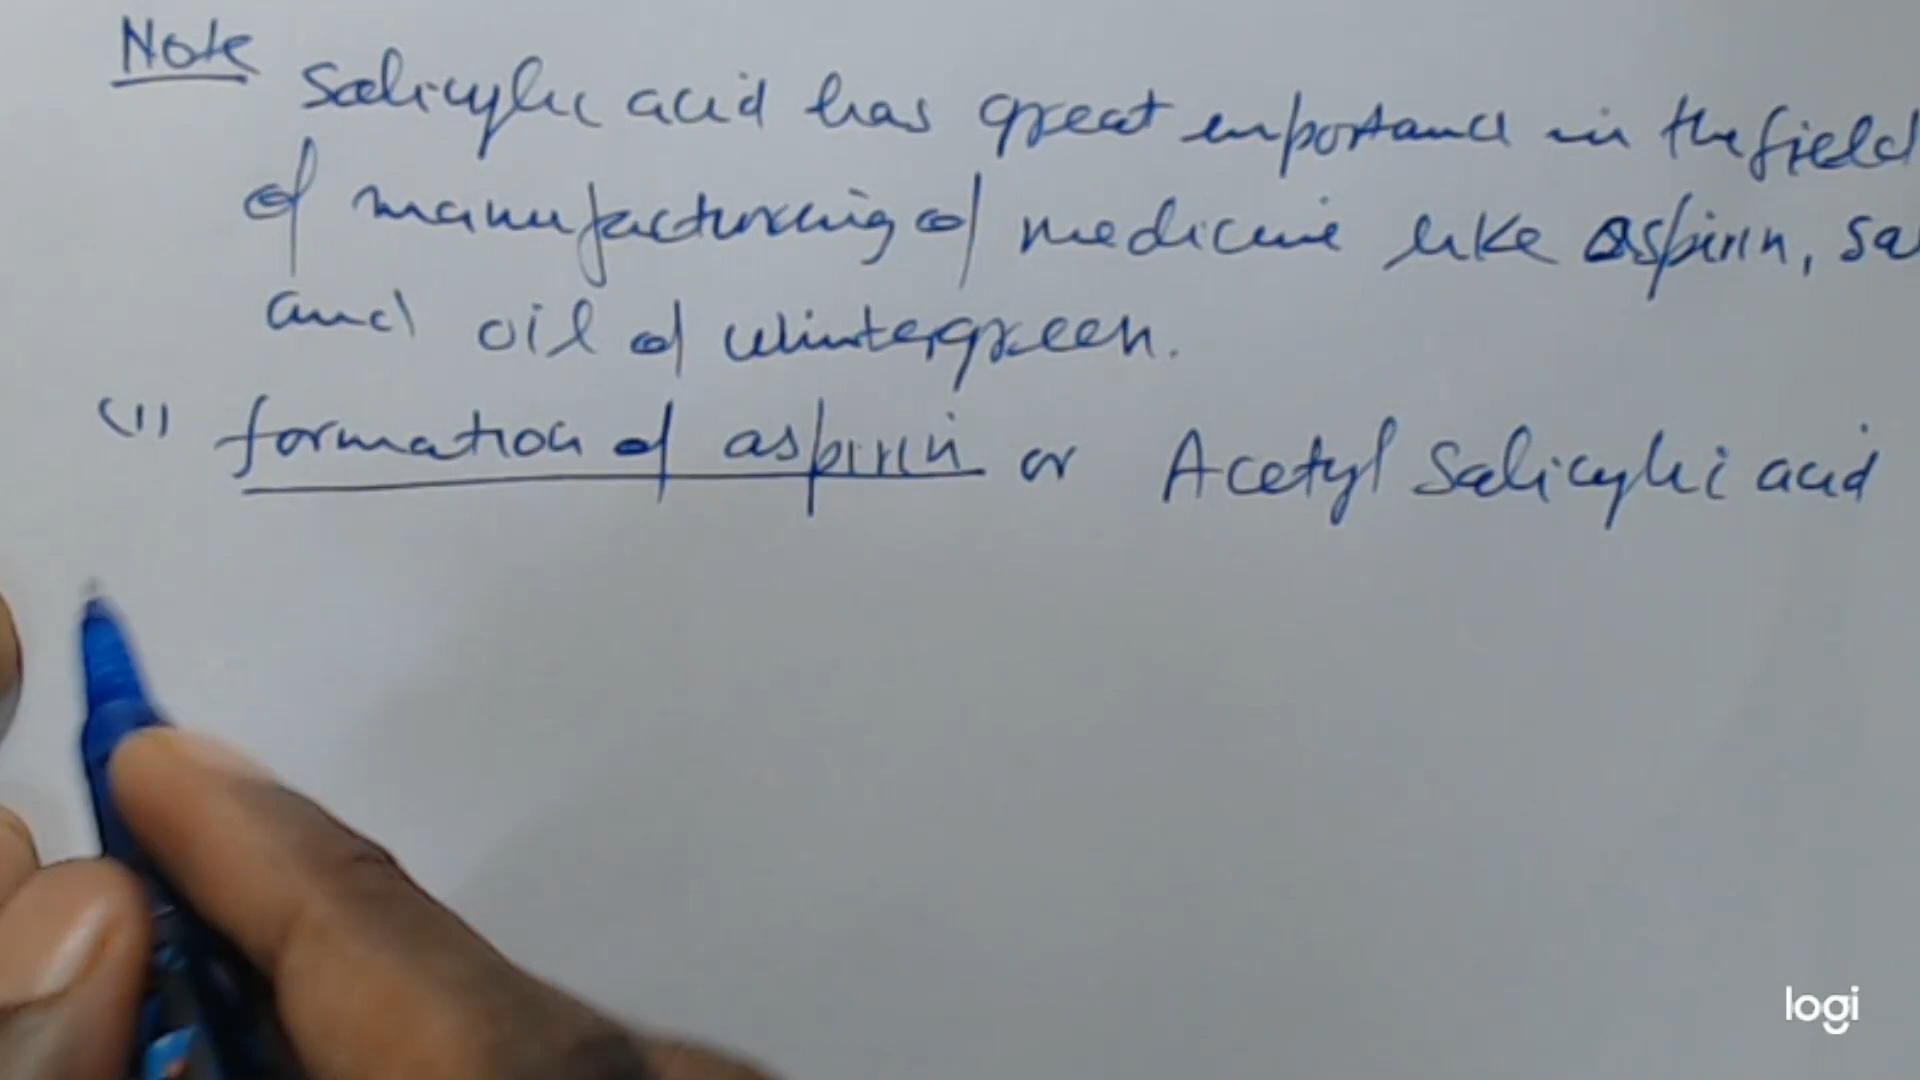 Note Salicylic acid has great importance in the field
of manufacturing of medicine like aspirin, sa
and oil of wintergreen.
(1) formation of aspirin or Acetyl Salicylic acid
logi